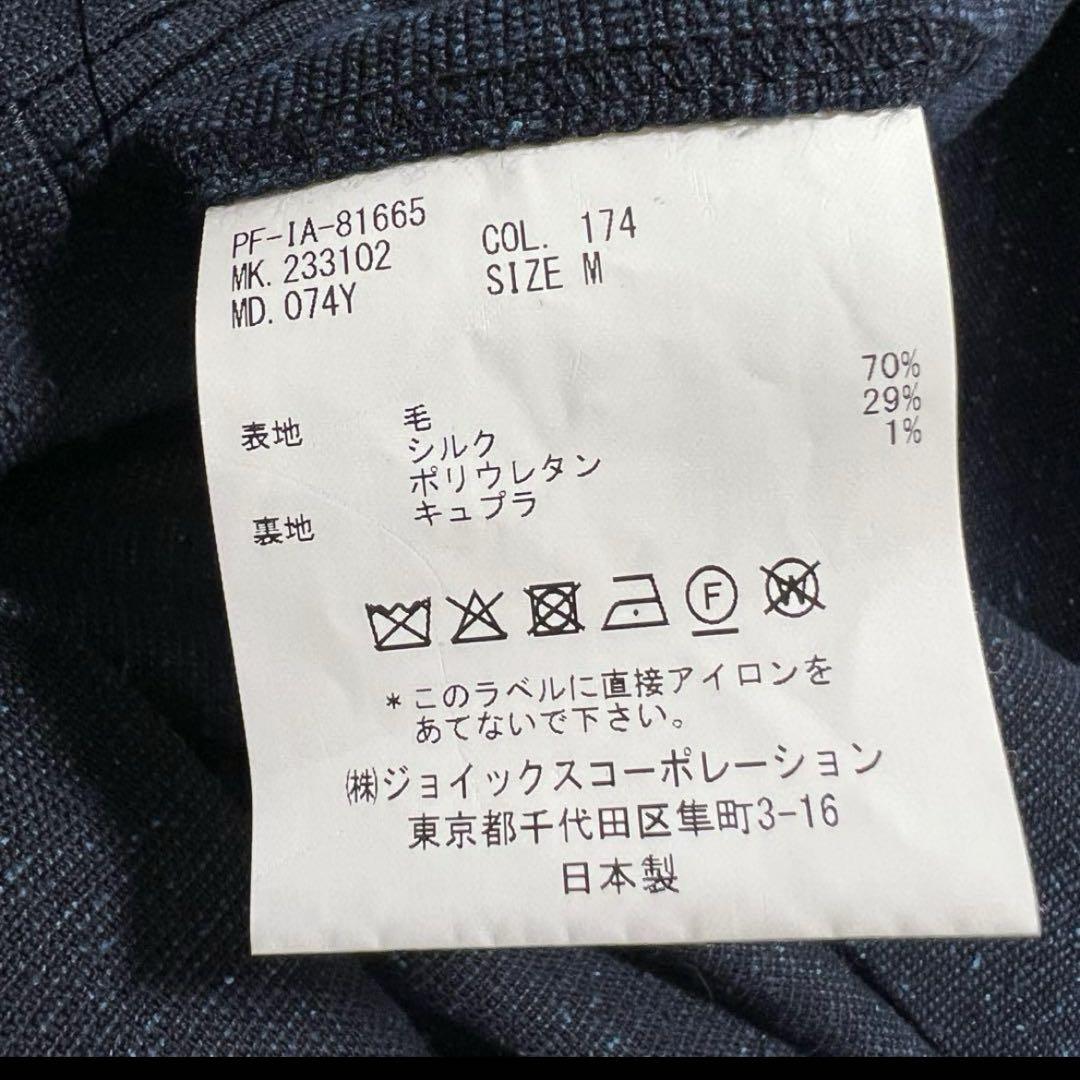 PF-IA-81665
MK. 233102
MD. 074Y
COL. 174
SIZE M
表地 毛 70%
シルク 29%
ポリウレタン 1%
裏地 キュプラ
F
W
*このラベルに直接アイロンを
あてないで下さい。
㈱ジョイックスコーポレーション
東京都千代田区隼町3-16
日本製